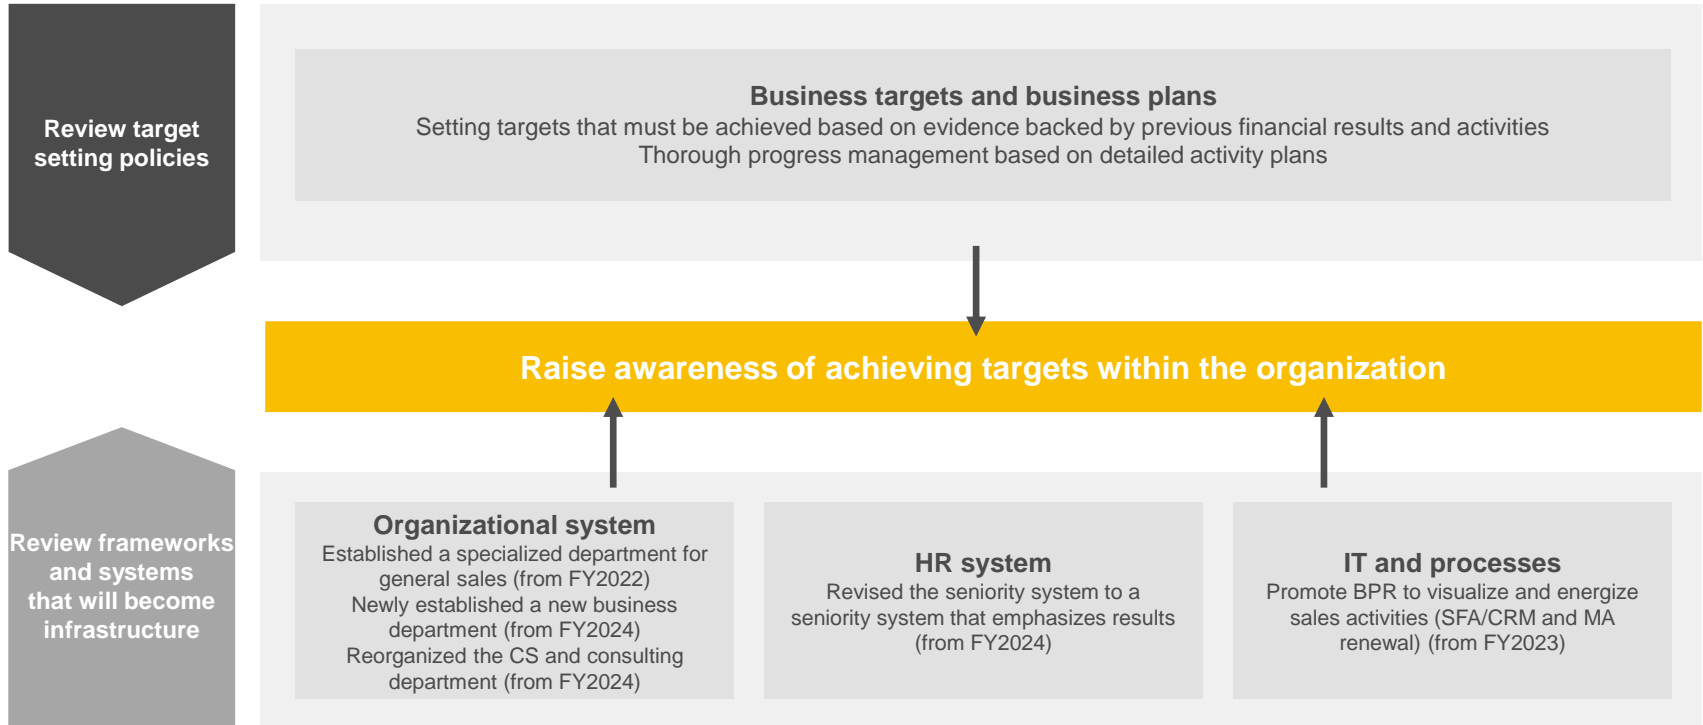 Review target
setting policies
Business targets and business plans
Setting targets that must be achieved based on evidence backed by previous financial results and activities
Thorough progress management based on detailed activity plans
Raise awareness of achieving targets within the organization
Review frameworks
and systems
that will become
infrastructure
Organizational system
Established a specialized department for
general sales (from FY2022)
Newly established a new business
department (from FY2024)
Reorganized the CS and consulting
department (from FY2024)
HR system
Revised the seniority system to a
seniority system that emphasizes results
(from FY2024)
IT and processes
Promote BPR to visualize and energize
sales activities (SFA/CRM and MA
renewal) (from FY2023)